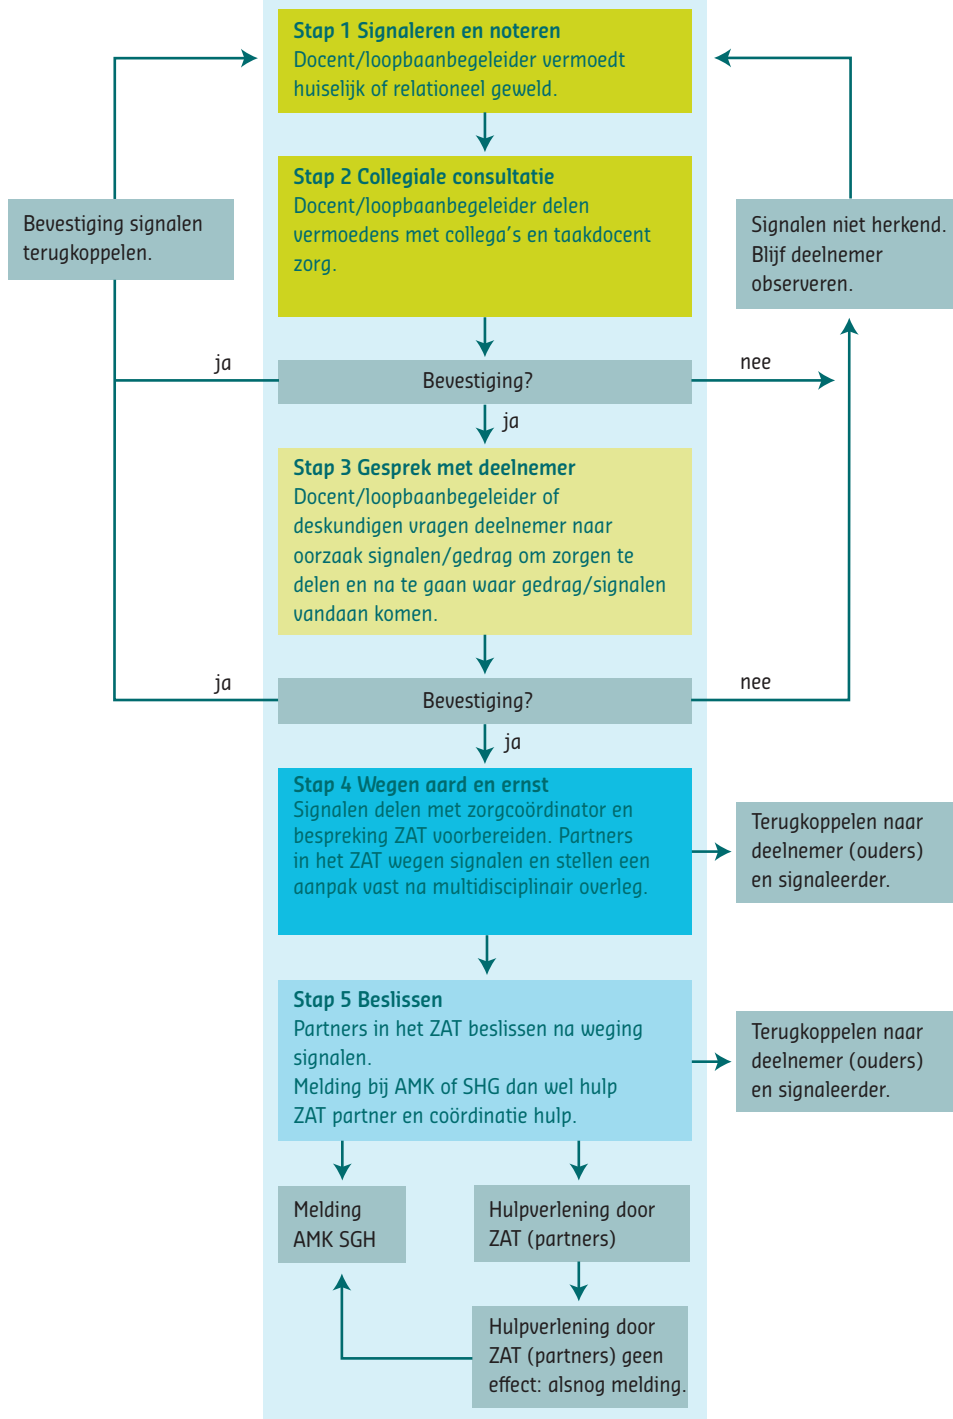 Stap 1 Signaleren en noteren
Docent/loopbaanbegeleider vermoedt
huiselijk of relationeel geweld.
Stap 2 Collegiale consultatie
Docent/loopbaanbegeleider delen
vermoedens met collega's en taakdocent
zorg.
Bevestiging signalen
terugkoppelen.
Signalen niet herkend.
Blijf deelnemer
observeren.
ja
Bevestiging?
nee
ja
Stap 3 Gesprek met deelnemer
Docent/loopbaanbegeleider of
deskundigen vragen deelnemer naar
oorzaak signalen/gedrag om zorgen te
delen en na te gaan waar gedrag/signalen
vandaan komen.
ja
Bevestiging?
nee
ja
Stap 4 Wegen aard en ernst
Signalen delen met zorgcoördinator en
bespreking ZAT voorbereiden. Partners
in het ZAT wegen signalen en stellen een
aanpak vast na multidisciplinair overleg.
Terugkoppelen naar
deelnemer (ouders)
en signaleerder.
Stap 5 Beslissen
Partners in het ZAT beslissen na weging
signalen.
Melding bij AMK of SHG dan wel hulp
ZAT partner en coördinatie hulp.
Terugkoppelen naar
deelnemer (ouders)
en signaleerder.
Melding
AMK SGH
Hulpverlening door
ZAT (partners)
Hulpverlening door
ZAT (partners) geen
effect: alsnog melding.